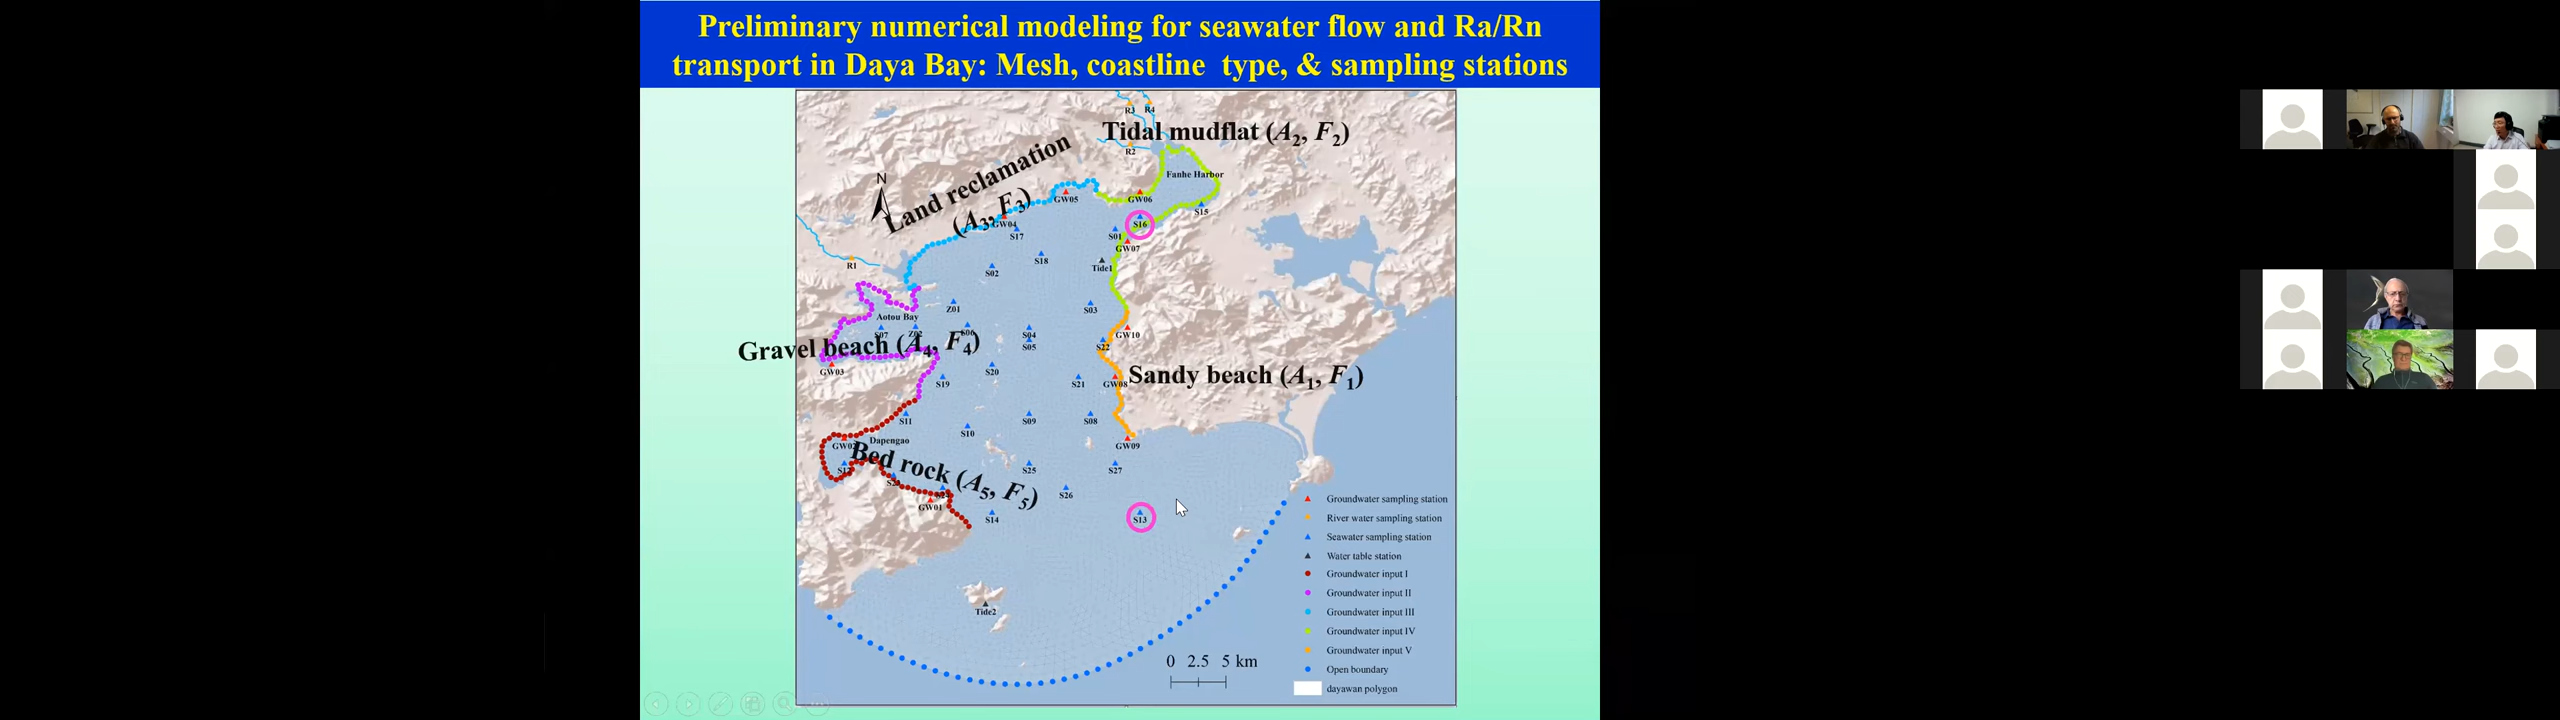 Preliminary numerical modeling for seawater flow and Ra/Rn
transport in Daya Bay: Mesh, coastline type, & sampling stations
R3 R4
Tidal mudflat (A2, F2)
R2
Land reclamation
(A3, F3)
N
Fanhe Harbor
GW05
GW06
S15
GW04
S16
S17
S01
GW07
R1
S18
Tide1
S02
Z01
S03
Aotou Bay
S07
Z02
S06
S04
GW10
Gravel beach (A4, F4)
S05
S22
GW03
S20
S19
S21
GW08
Sandy beach (A1, F1)
S11
S09
S08
S10
Dapengao
GW09
Bed rock (A5, F5)
S25
S27
S26
GW01
S14
S13
Tide2
0 2.5 5 km
Groundwater sampling station
River water sampling station
Seawater sampling station
Water table station
Groundwater input I
Groundwater input II
Groundwater input III
Groundwater input IV
Groundwater input V
Open boundary
dayawan polygon